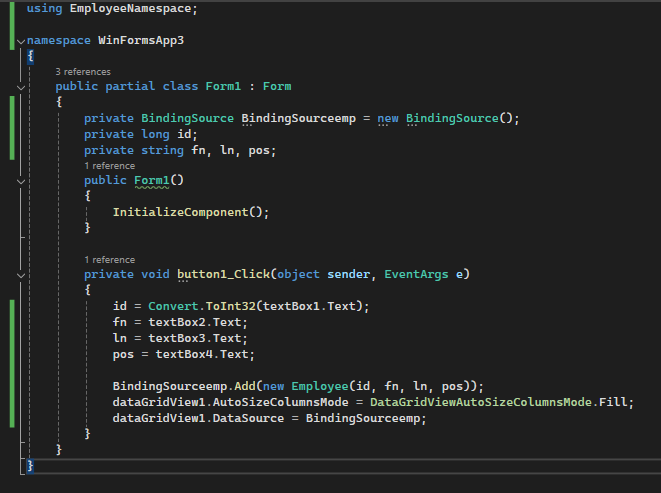 using EmployeeNamespace;
namespace WinFormsApp3
{
3 references
public partial class Form1 : Form
{
private BindingSource BindingSourceemp = new BindingSource();
private long id;
private string fn, ln, pos;
1 reference
public Form1()
{
InitializeComponent();
}
1 reference
private void button1_Click(object sender, EventArgs e)
{
id = Convert.ToInt32(textBox1.Text);
fn = textBox2.Text;
ln = textBox3.Text;
pos = textBox4.Text;
BindingSourceemp.Add(new Employee(id, fn, ln, pos));
dataGridView1.AutoSizeColumnsMode = DataGridViewAutoSizeColumnsMode.Fill;
dataGridView1.DataSource = BindingSourceemp;
}
}
}